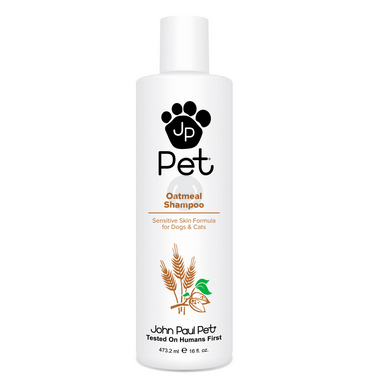 JP
Pet
Oatmeal
Shampoo
Sensitive Skin Formula
for Dogs & Cats
John Paul Pet®
Tested On Humans First
473.2 ml ℮ 16 fl. oz.